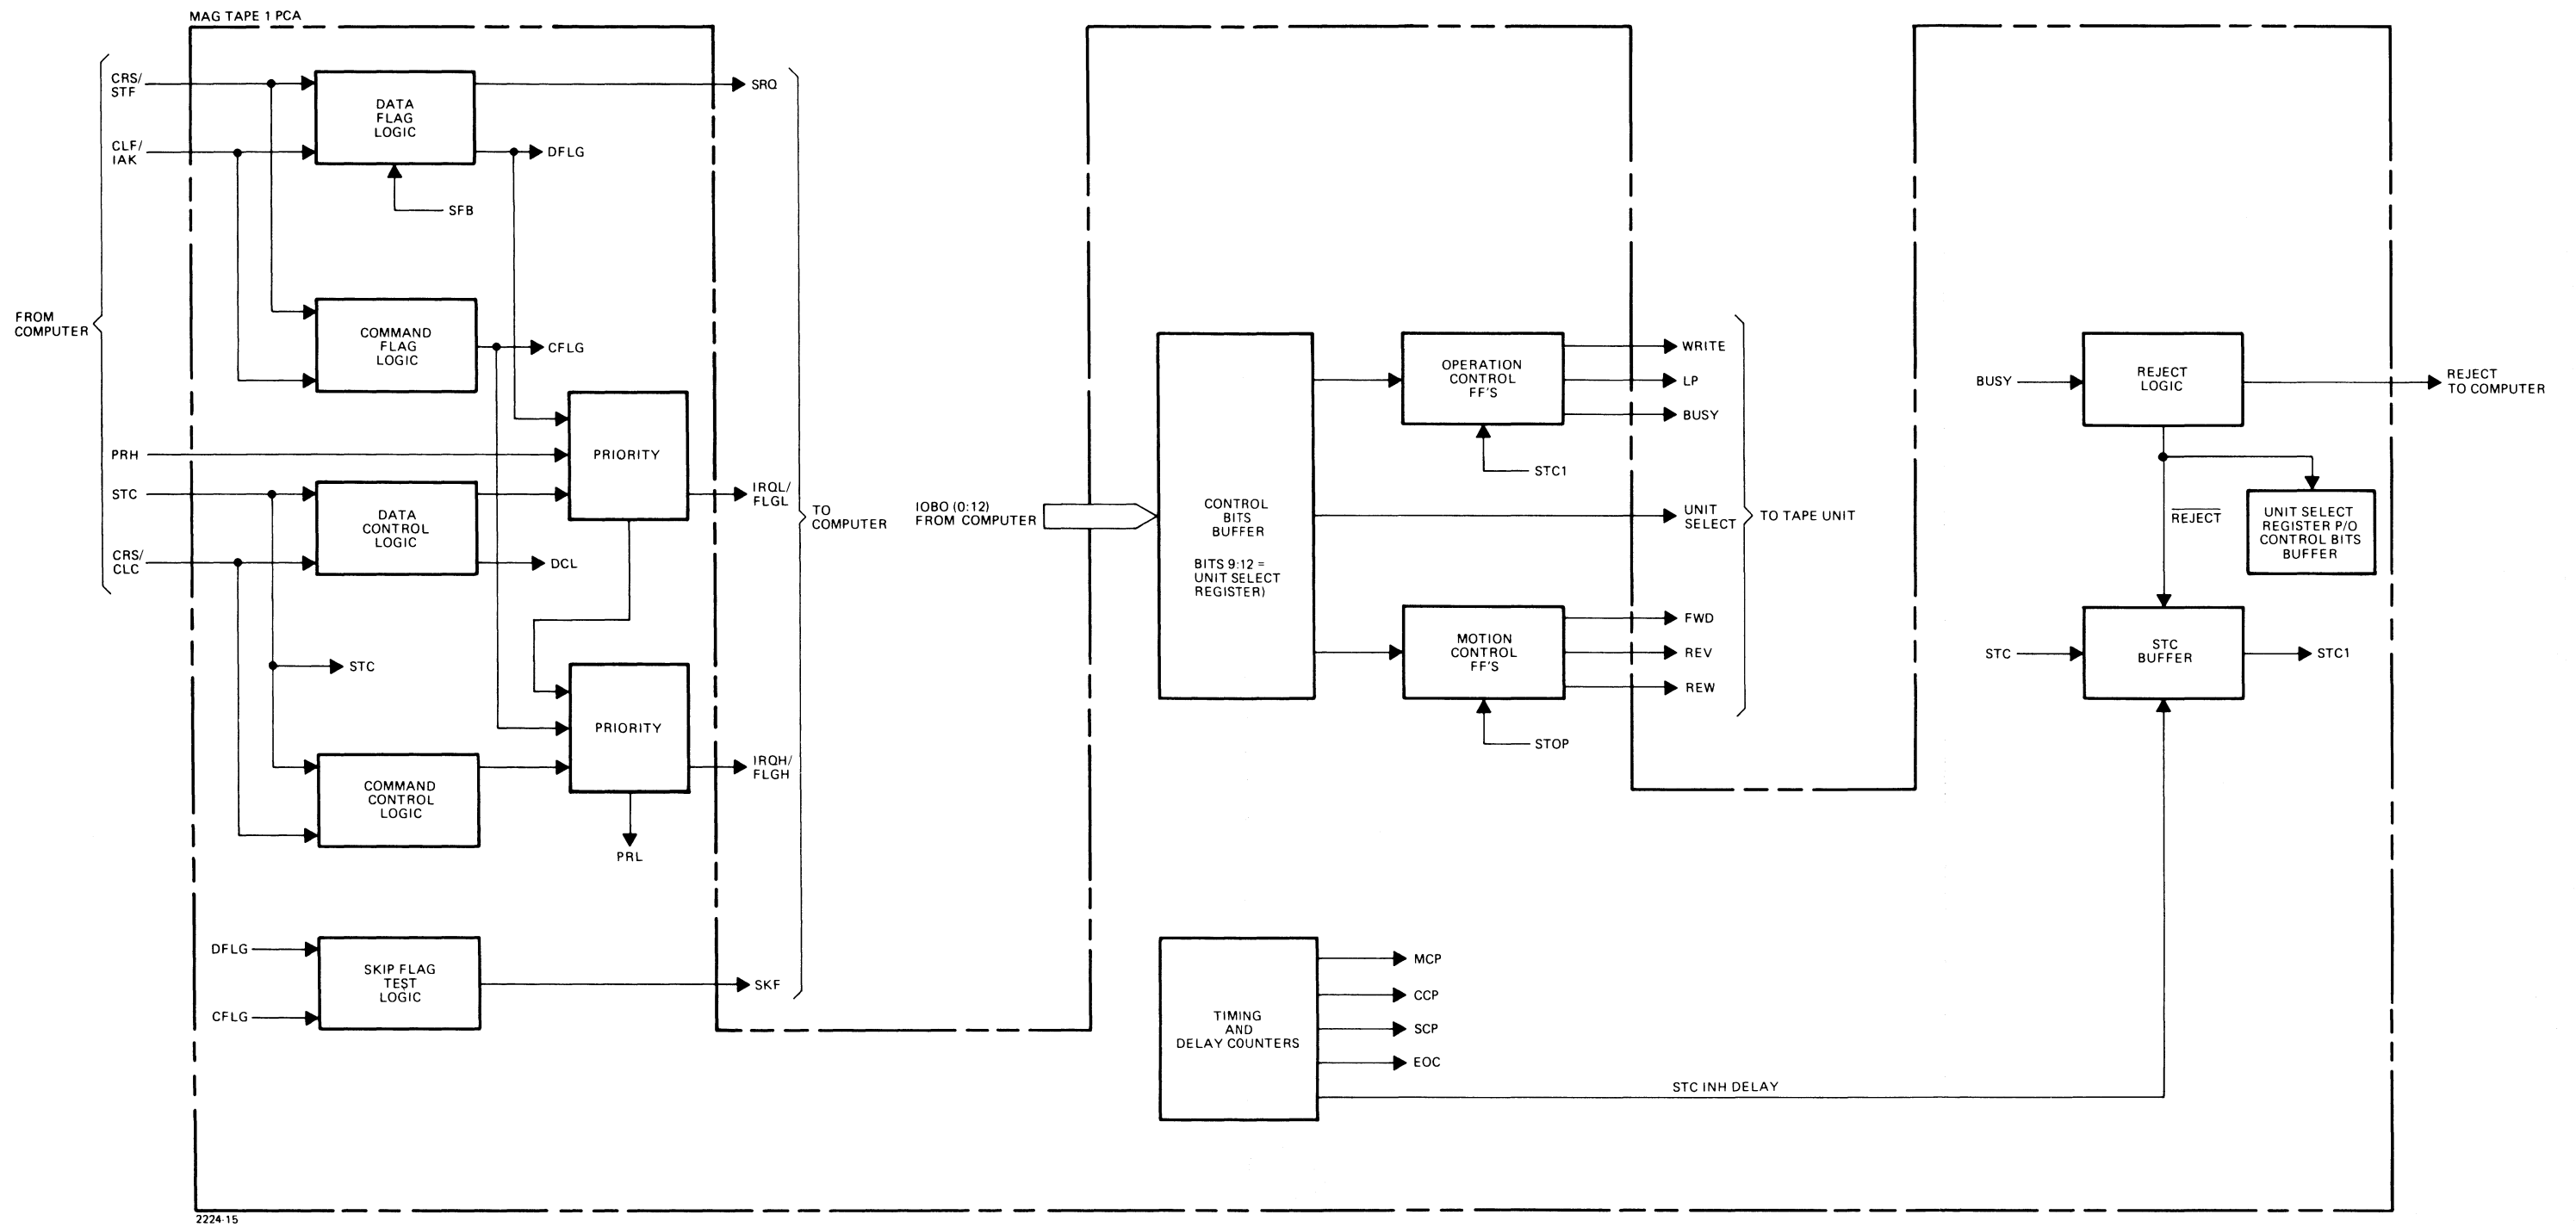 MAG TAPE 1 PCA
CRS/
STF
DATA
FLAG
LOGIC
SRQ
CLF/
IAK
DFLG
SFB
FROM
COMPUTER
COMMAND
FLAG
LOGIC
CFLG
PRH
PRIORITY
STC
DATA
CONTROL
LOGIC
IRQL/
FLGL
TO
COMPUTER
CRS/
CLC
DCL
STC
PRIORITY
COMMAND
CONTROL
LOGIC
IRQH/
FLGH
PRL
DFLG
SKIP FLAG
TEST
LOGIC
SKF
CFLG
IOBO (0:12)
FROM COMPUTER
CONTROL
BITS
BUFFER
BITS 9:12 =
UNIT SELECT
REGISTER)
OPERATION
CONTROL
FF'S
WRITE
LP
BUSY
STC1
UNIT
SELECT
TO TAPE UNIT
MOTION
CONTROL
FF'S
FWD
REV
REW
STOP
TIMING
AND
DELAY COUNTERS
MCP
CCP
SCP
EOC
STC INH DELAY
BUSY
REJECT
LOGIC
REJECT
TO COMPUTER
REJECT
UNIT SELECT
REGISTER P/O
CONTROL BITS
BUFFER
STC
STC
BUFFER
STC1
2224-15